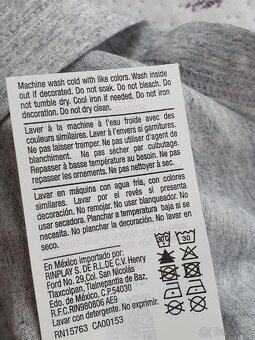 Machine wash cold with like colors. Wash inside
out if decorated. Do not soak. Do not bleach. Do
not tumble dry. Cool iron if needed. Do not iron
decoration. Do not dry clean.
Laver à la machine à l'eau froide avec des
couleurs similaires. Laver à l'envers si garnitures.
Ne pas laisser tremper. Ne pas utiliser d'agent de
blanchiment. Ne pas sécher par culbutage.
Repasser à basse température au besoin. Ne pas
repasser les ornements. Ne pas nettoyer à sec.
Lavar en máquina con agua fría, con colores
similares. Lavar por el revés si presenta
decoración. No remojar. No usar blanqueador. No
usar secadora. Planchar a temperatura baja si se
desea. No planchar la decoración. No lavar en
seco.
En México importado por:
RINPLAY S. DE R.L. DE C.V. Henry
Ford No. 29, Col. San Nicolás
Tlaxcolpan, Tlalnepantla de Baz,
Edo. de México, C.P. 54030
R.F.C.RIN980806 AE9
Lavar con detergente. No exprimir.
RN15763 CA00153
30